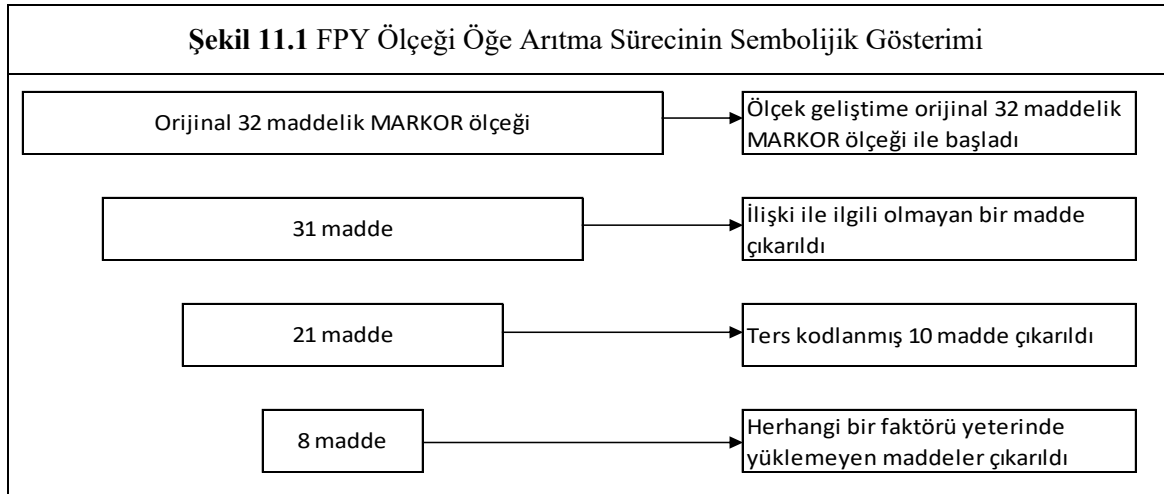 Şekil 11.1 FPY Ölçeği Öğe Arıtma Sürecinin Sembolijik Gösterimi
Orijinal 32 maddelik MARKOR ölçeği
Ölçek geliştime orijinal 32 maddelik
MARKOR ölçeği ile başladı
31 madde
İlişki ile ilgili olmayan bir madde
çıkarıldı
21 madde
Ters kodlanmış 10 madde çıkarıldı
8 madde
Herhangi bir faktörü yeterinde
yüklemeyen maddeler çıkarıldı